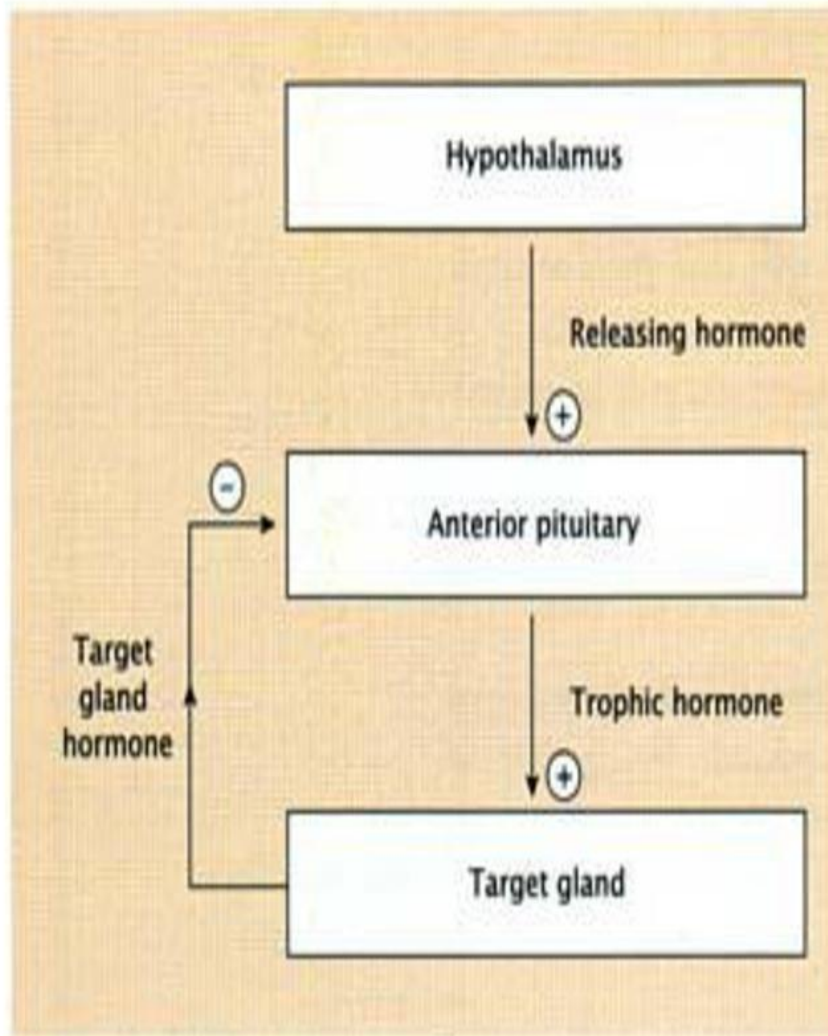 Hypothalamus
Releasing hormone
+
-
Anterior pituitary
Target
gland
hormone
Trophic hormone
+
Target gland